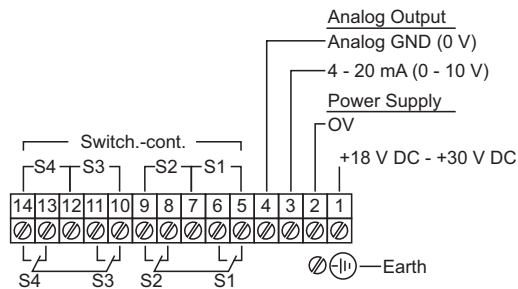 Analog Output
Analog GND (0 V)
4 - 20 mA (0 - 10 V)
Power Supply
OV
+18 V DC - +30 V DC
Switch.-cont.
S4 S3 S2 S1
14 13 12 11 10 9 8 7 6 5 4 3 2 1
Earth
S4 S3 S2 S1